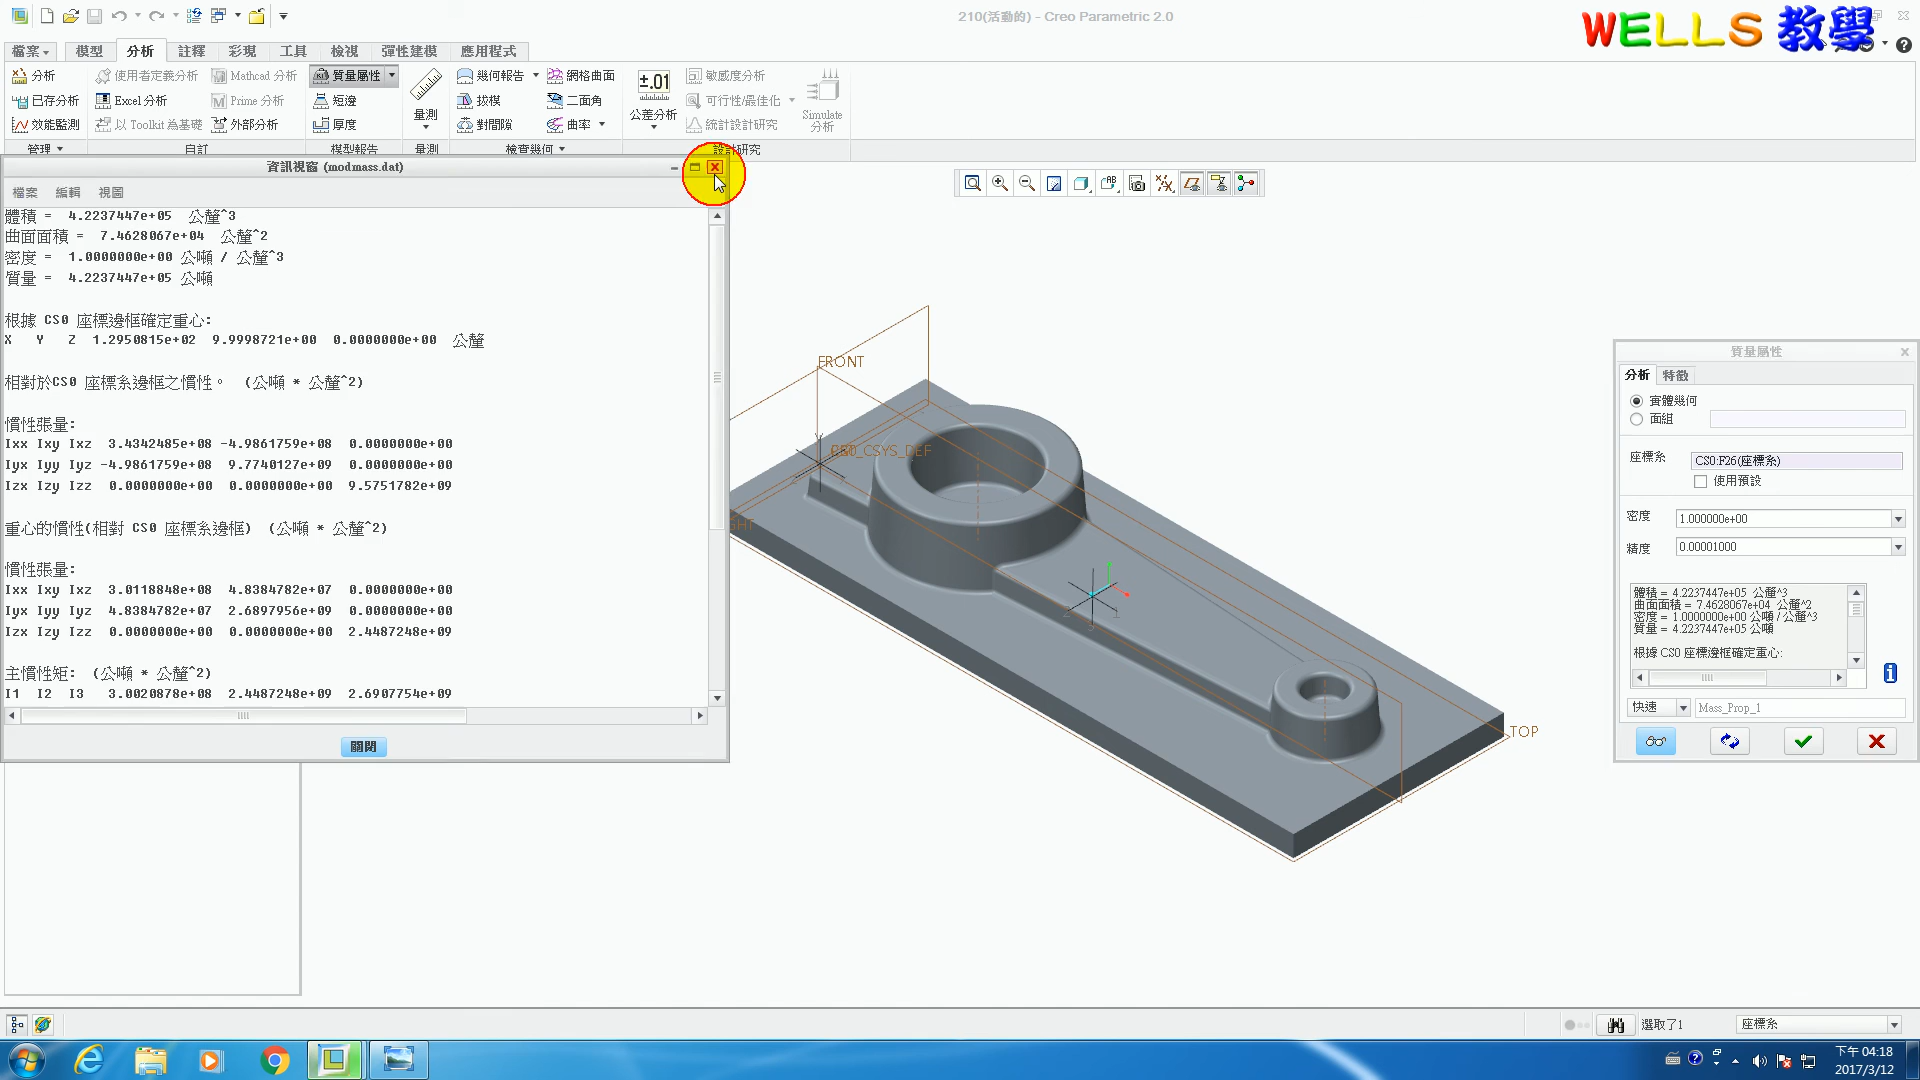 210(活動的) - Creo Parametric 2.0
WELLS 教學
檔案 模型 分析 註釋 彩現 工具 檢視 彈性建模 應用程式
分析 使用者定義分析 Mathcad 分析 質量屬性 幾何報告 網格曲面 敏感度分析
已存分析 Excel 分析 Prime 分析 短邊 拔模 二面角 可行性/最佳化
效能監測 以 Toolkit 為基礎 外部分析 厚度 對間隙 曲率 統計設計研究
量測 ±.01 公差分析 Simulate 分析
管理 自訂 模型報告 量測 檢查幾何 設計研究
資訊視窗 (modmass.dat)
檔案 編輯 視圖
體積 = 4.2237447e+05 公釐^3
曲面面積 = 7.4628067e+04 公釐^2
密度 = 1.0000000e+00 公噸 / 公釐^3
質量 = 4.2237447e+05 公噸
根據 CS0 座標邊框確定重心:
X Y Z 1.2950815e+02 9.9998721e+00 0.0000000e+00 公釐
相對於CS0 座標系邊框之慣性。 (公噸 * 公釐^2)
慣性張量:
Ixx Ixy Ixz 3.4342485e+08 -4.9861759e+08 0.0000000e+00
Iyx Iyy Iyz -4.9861759e+08 9.7740127e+09 0.0000000e+00
Izx Izy Izz 0.0000000e+00 0.0000000e+00 9.5751782e+09
重心的慣性(相對 CS0 座標系邊框) (公噸 * 公釐^2)
慣性張量:
Ixx Ixy Ixz 3.0118848e+08 4.8384782e+07 0.0000000e+00
Iyx Iyy Iyz 4.8384782e+07 2.6897956e+09 0.0000000e+00
Izx Izy Izz 0.0000000e+00 0.0000000e+00 2.4487248e+09
主慣性矩: (公噸 * 公釐^2)
I1 I2 I3 3.0020878e+08 2.4487248e+09 2.6907754e+09
關閉
FRONT
TOP
質量屬性
分析 特徵
實體幾何
面組
座標系 CS0:F26(座標系)
使用預設
密度 1.000000e+00
精度 0.00001000
體積 = 4.2237447e+05 公釐^3
曲面面積 = 7.4628067e+04 公釐^2
密度 = 1.0000000e+00 公噸 / 公釐^3
質量 = 4.2237447e+05 公噸
根據 CS0 座標邊框確定重心:
快速 Mass_Prop_1
選取了1 座標系
下午 04:18
2017/3/12